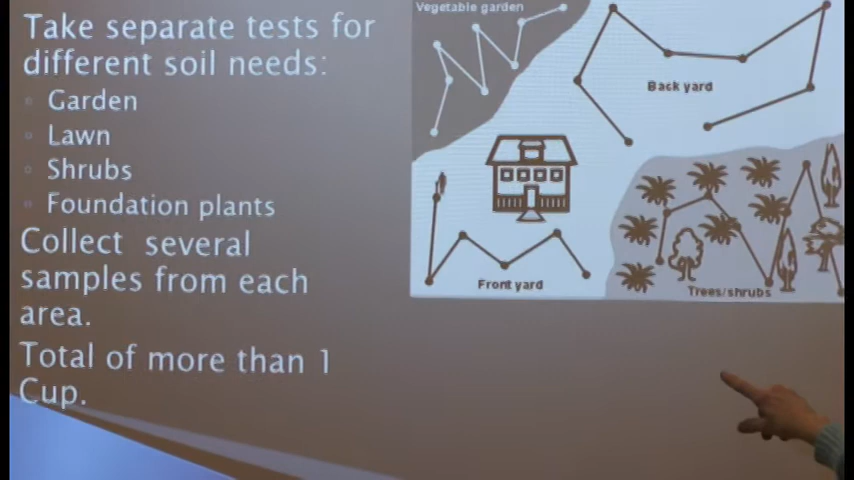 Take separate tests for
different soil needs:
Garden
Lawn
Shrubs
Foundation plants
Collect several
samples from each
area.
Total of more than 1
Cup.
Vegetable garden
Back yard
Front yard
Trees/shrubs